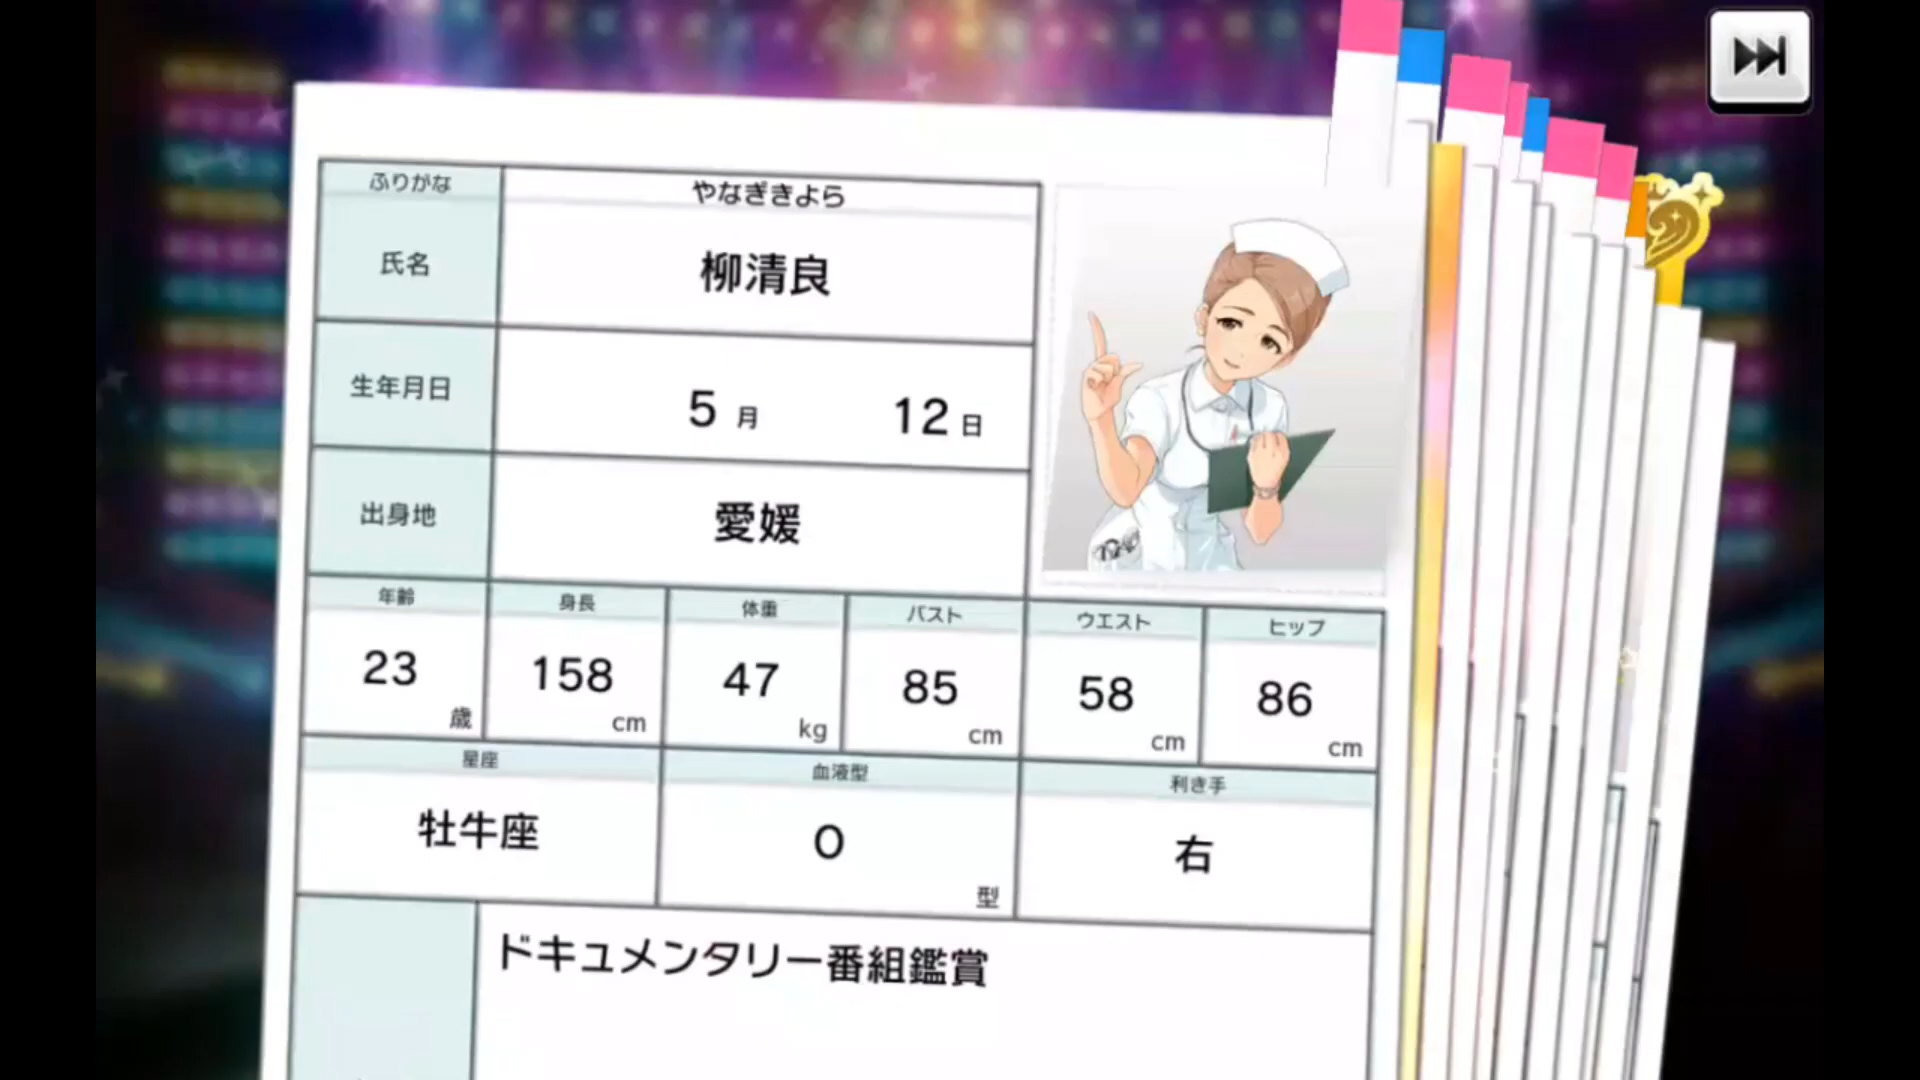 ふりがな
やなぎきよら
氏名
柳清良
生年月日
5 月 12 日
出身地
愛媛
年齢 身長 体重 バスト ウエスト ヒップ
23 歳 158 cm 47 kg 85 cm 58 cm 86 cm
星座 血液型 利き手
牡牛座 O 型 右
ドキュメンタリー番組鑑賞